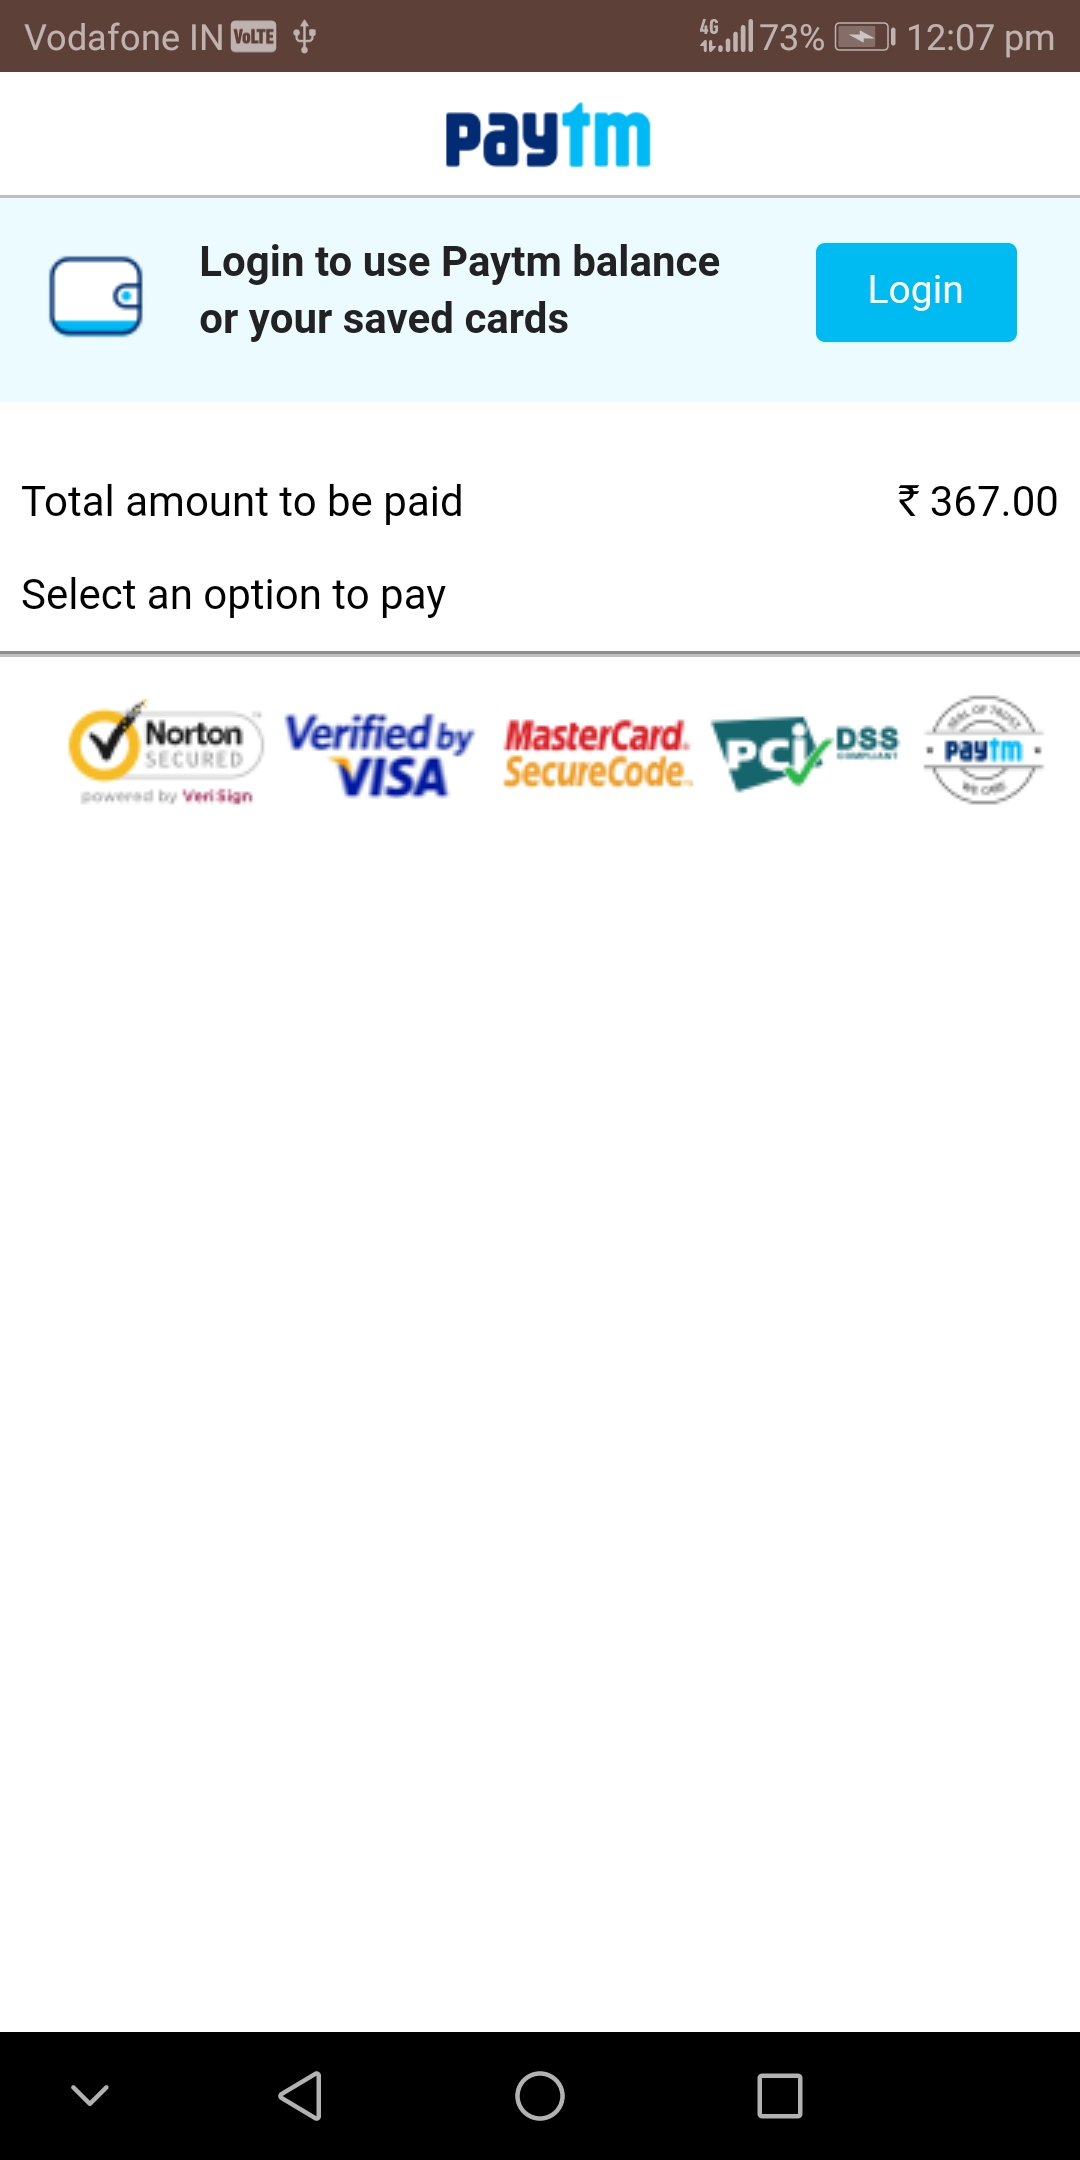 Vodafone IN VoLTE 4G 73% 12:07 pm
paytm
Login to use Paytm balance
or your saved cards
Login
Total amount to be paid ₹ 367.00
Select an option to pay
Norton
SECURED
powered by VeriSign
Verified by
VISA
MasterCard.
SecureCode.
PCI DSS
COMPLIANT
SEAL OF TRUST
paytm
WE CARE